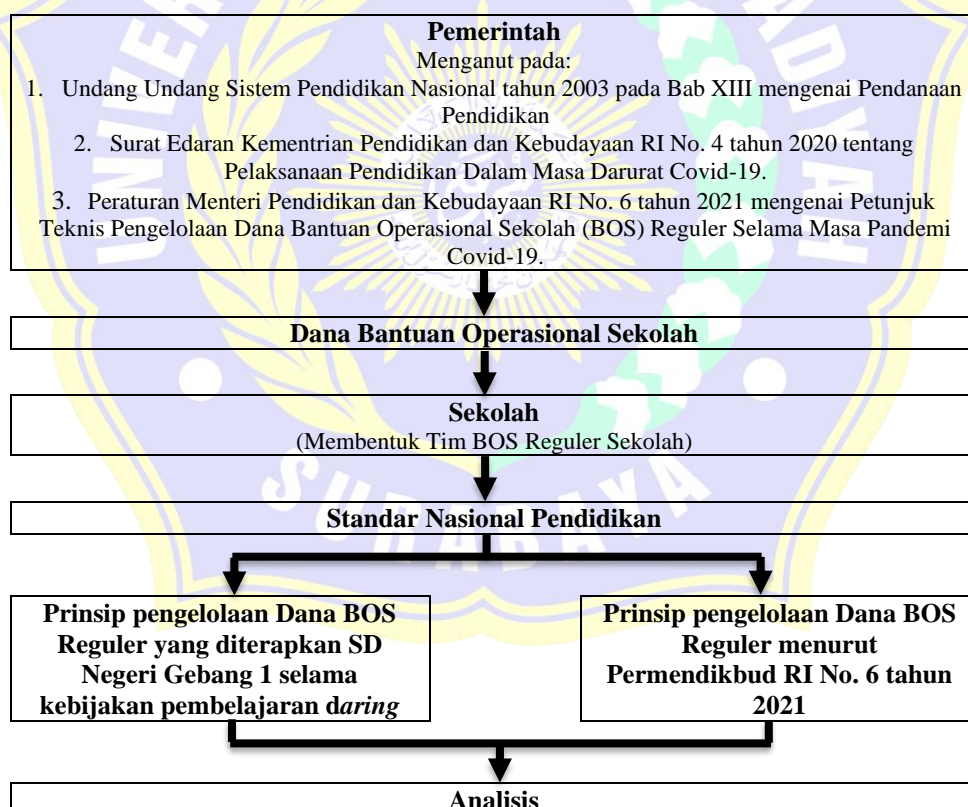 Pemerintah
Menganut pada:
1. Undang Undang Sistem Pendidikan Nasional tahun 2003 pada Bab XIII mengenai Pendanaan
Pendidikan
2. Surat Edaran Kementrian Pendidikan dan Kebudayaan RI No. 4 tahun 2020 tentang
Pelaksanaan Pendidikan Dalam Masa Darurat Covid-19.
3. Peraturan Menteri Pendidikan dan Kebudayaan RI No. 6 tahun 2021 mengenai Petunjuk
Teknis Pengelolaan Dana Bantuan Operasional Sekolah (BOS) Reguler Selama Masa Pandemi
Covid-19.
Dana Bantuan Operasional Sekolah
Sekolah
(Membentuk Tim BOS Reguler Sekolah)
Standar Nasional Pendidikan
Prinsip pengelolaan Dana BOS
Reguler yang diterapkan SD
Negeri Gebang 1 selama
kebijakan pembelajaran daring
Prinsip pengelolaan Dana BOS
Reguler menurut
Permendikbud RI No. 6 tahun
2021
Analisis
SURABAYA